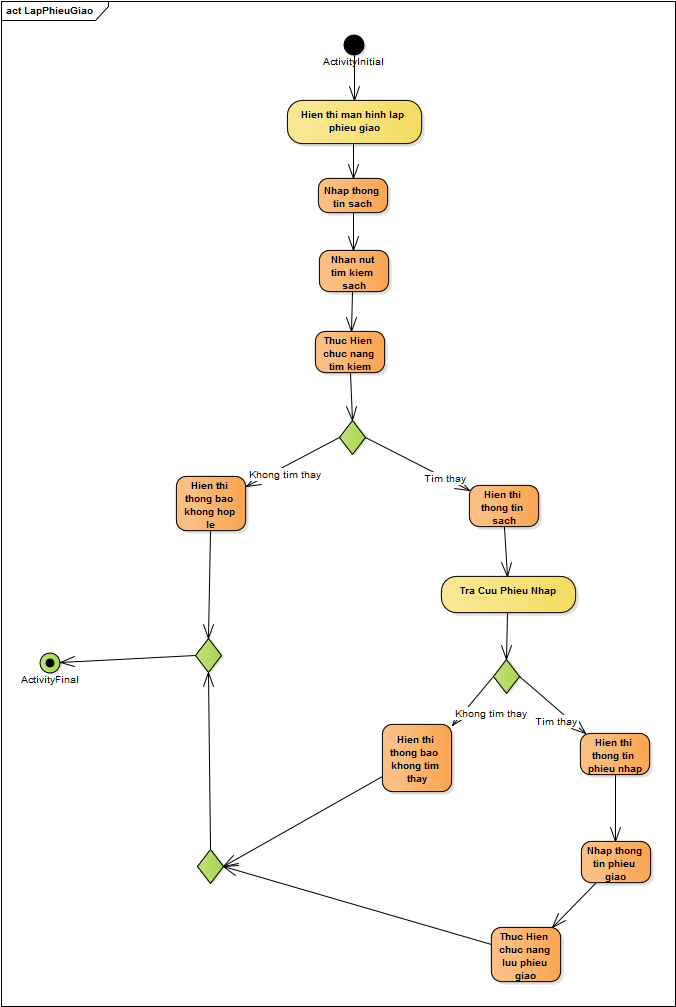 act LapPhieuGiao
ActivityInitial
Hien thi man hinh lap
phieu giao
Nhap thong
tin sach
Nhan nut
tim kiem
sach
Thuc Hien
chuc nang
tim kiem
Khong tim thay
Tim thay
Hien thi
thong bao
khong hop
le
Hien thi
thong tin
sach
Tra Cuu Phieu Nhap
ActivityFinal
Khong tim thay
Tim thay
Hien thi
thong bao
khong tim
thay
Hien thi
thong tin
phieu nhap
Nhap thong
tin phieu
giao
Thuc Hien
chuc nang
luu phieu
giao